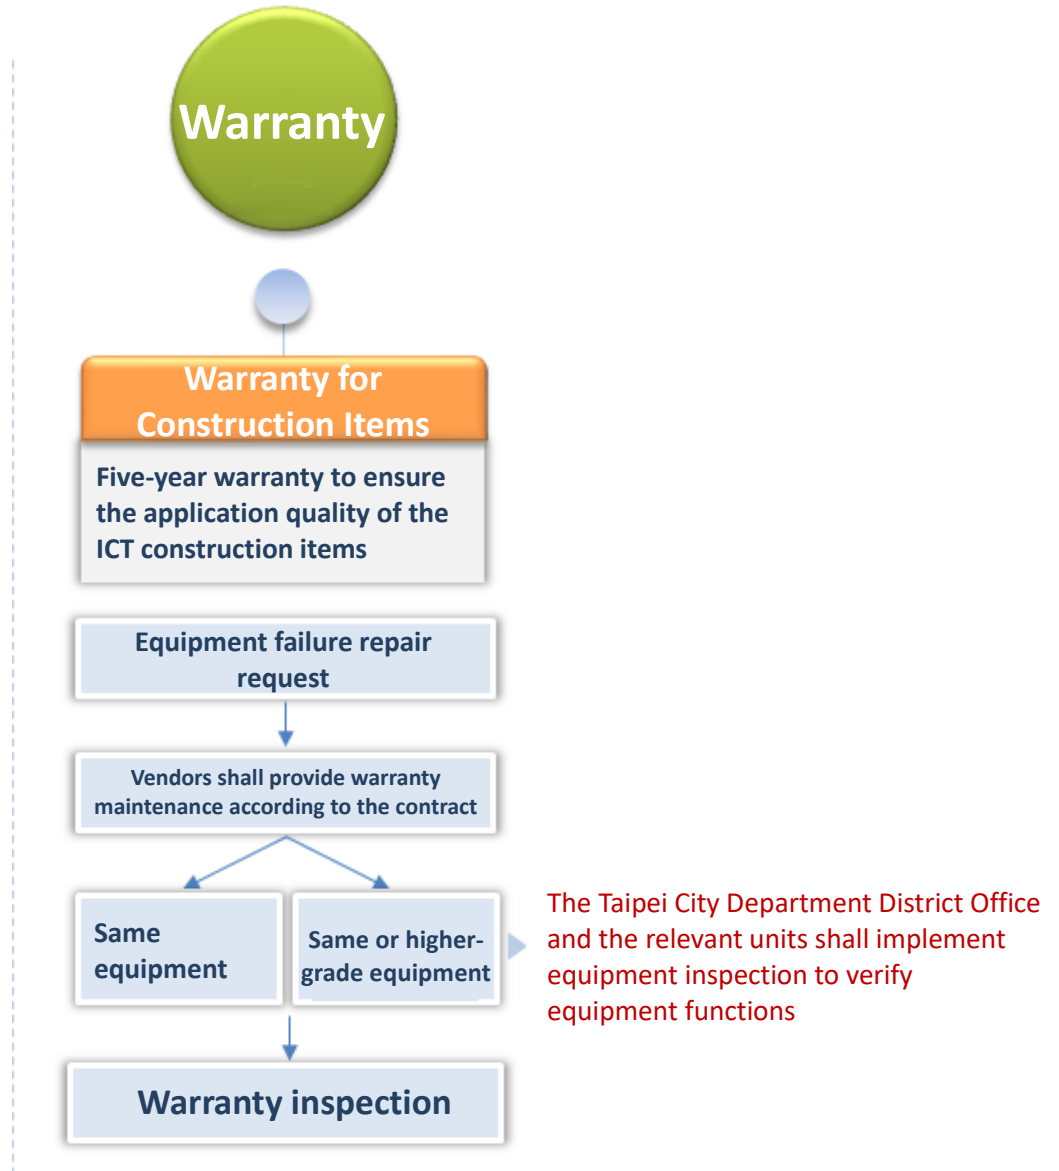 Warranty
Warranty for
Construction Items
Five-year warranty to ensure
the application quality of the
ICT construction items
Equipment failure repair
request
Vendors shall provide warranty
maintenance according to the contract
Same
equipment
Same or higher-
grade equipment
The Taipei City Department District Office
and the relevant units shall implement
equipment inspection to verify
equipment functions
Warranty inspection